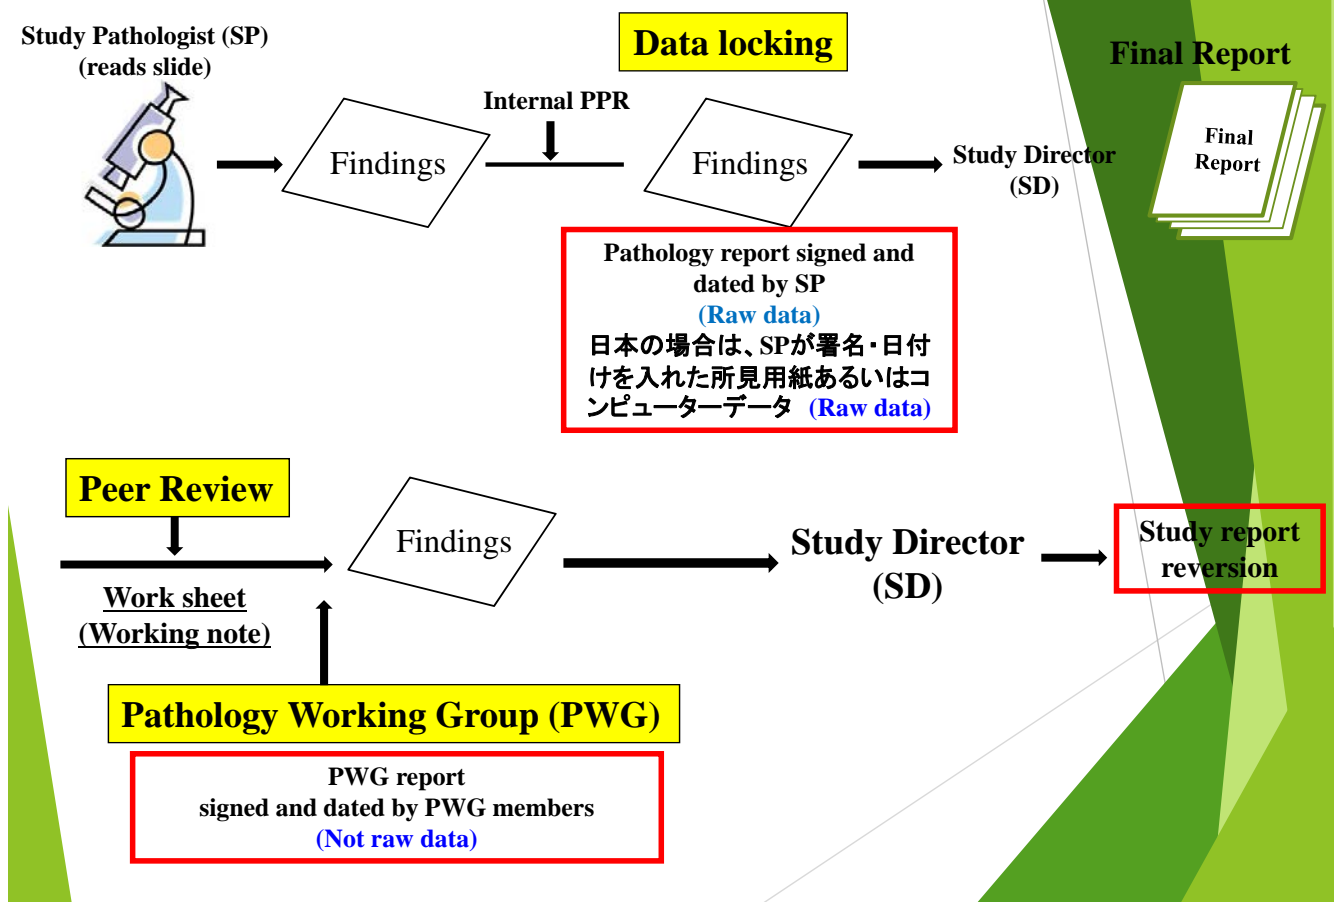 Study Pathologist (SP)
(reads slide)
Data locking
Final Report
Internal PPR
Findings
Findings
Study Director
(SD)
Final
Report
Pathology report signed and
dated by SP
(Raw data)
日本の場合は、SPが署名・日付
けを入れた所見用紙あるいはコ
ンピューターデータ (Raw data)
Peer Review
Work sheet
(Working note)
Findings
Study Director
(SD)
Study report
reversion
Pathology Working Group (PWG)
PWG report
signed and dated by PWG members
(Not raw data)